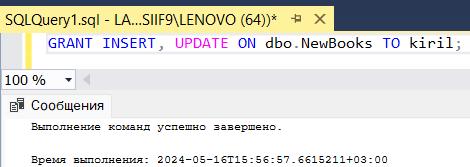 SQLQuery1.sql - LA...SIIF9\LENOVO (64))*
GRANT INSERT, UPDATE ON dbo.NewBooks TO kiril;
100 %
Сообщения
Выполнение команд успешно завершено.
Время выполнения: 2024-05-16T15:56:57.6615211+03:00